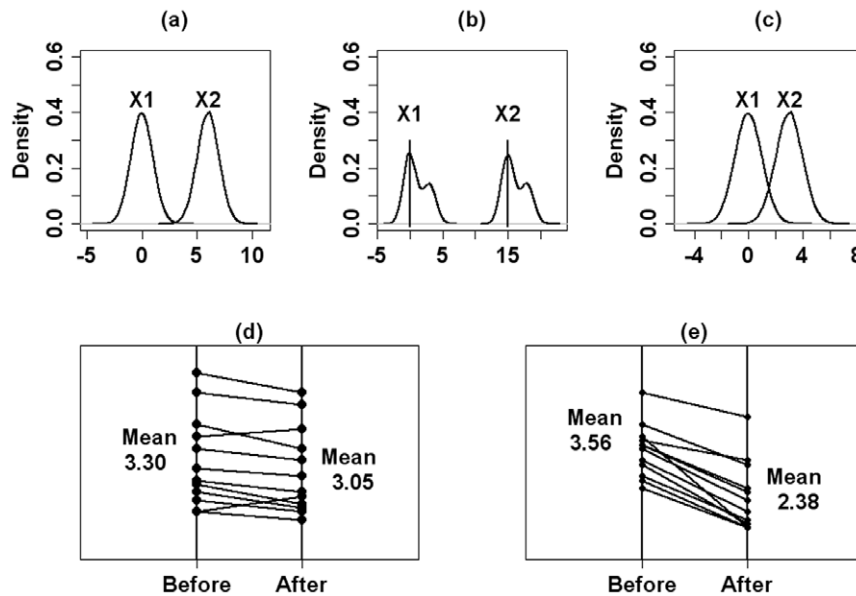 (a)
(b)
(c)
0.6
0.4
0.2
0.0
Density
X1 X2
-5 0 5 10
0.6
0.4
0.2
0.0
Density
X1 X2
-5 15
0.6
0.4
0.2
0.0
Density
X1 X2
-4 0 4 8
(d)
Mean
3.30
Mean
3.05
Before After
(e)
Mean
3.56
Mean
2.38
Before After